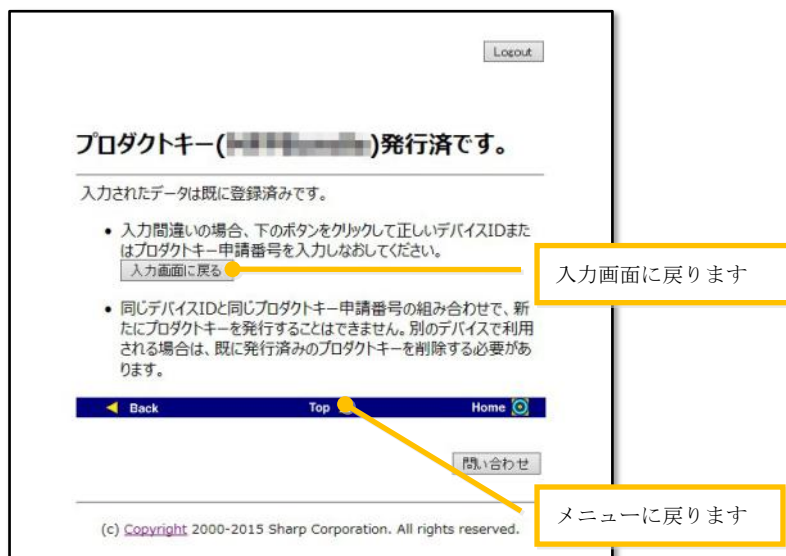 Logout
プロダクトキー( )発行済です。
入力されたデータは既に登録済みです。
• 入力間違いの場合、下のボタンをクリックして正しいデバイスIDまた
はプロダクトキー申請番号を入力しなおしてください。
入力画面に戻る
入力画面に戻ります
• 同じデバイスIDと同じプロダクトキー申請番号の組み合わせで、新
たにプロダクトキーを発行することはできません。別のデバイスで利用
される場合は、既に発行済みのプロダクトキーを削除する必要があ
ります。
Back Top Home
問い合わせ
メニューに戻ります
(c) Copyright 2000-2015 Sharp Corporation. All rights reserved.